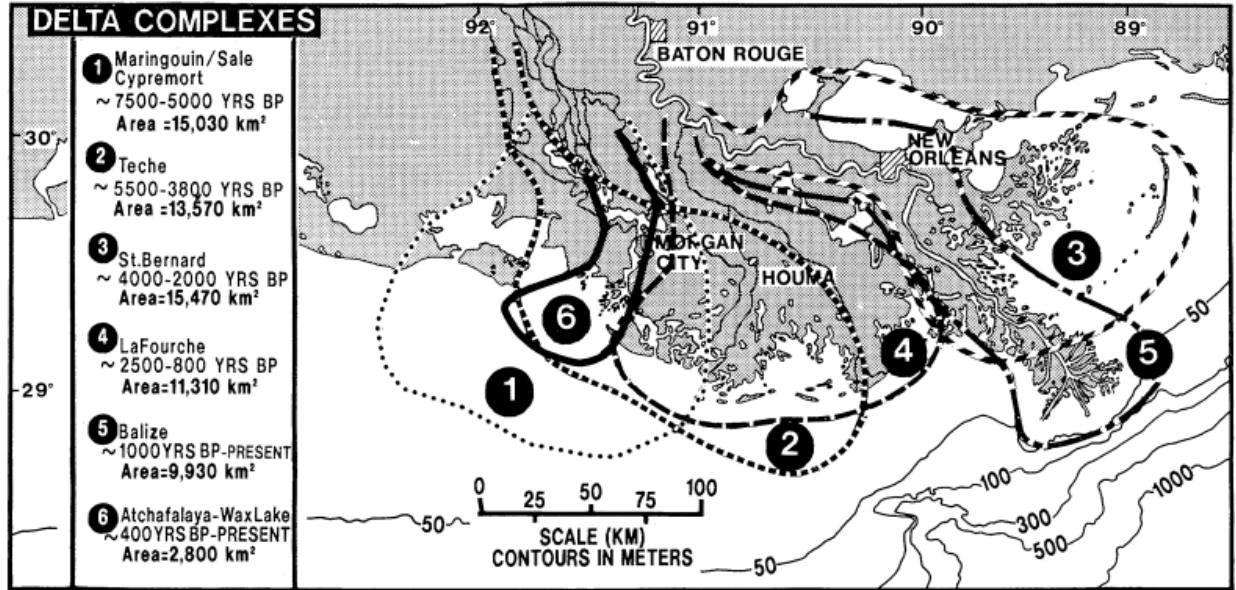 DELTA COMPLEXES
1 Maringouin/Sale
Cypremort
~ 7500-5000 YRS BP
Area =15,030 km²
2 Teche
~ 5500-3800 YRS BP
Area =13,570 km²
3 St.Bernard
~ 4000-2000 YRS BP
Area=15,470 km²
4 LaFourche
~ 2500-800 YRS BP
Area=11,310 km²
5 Balize
~1000YRS BP-PRESENT
Area=9,930 km²
6 Atchafalaya-WaxLake
~400YRS BP-PRESENT
Area=2,800 km²
92° 91° 90° 89°
BATON ROUGE
30°
NEW
ORLEANS
MORGAN
CITY
HOUMA
3
6
50
4
5
29°
1
2
0 25 50 75 100
SCALE (KM)
CONTOURS IN METERS
100
1000
50
300
500
50